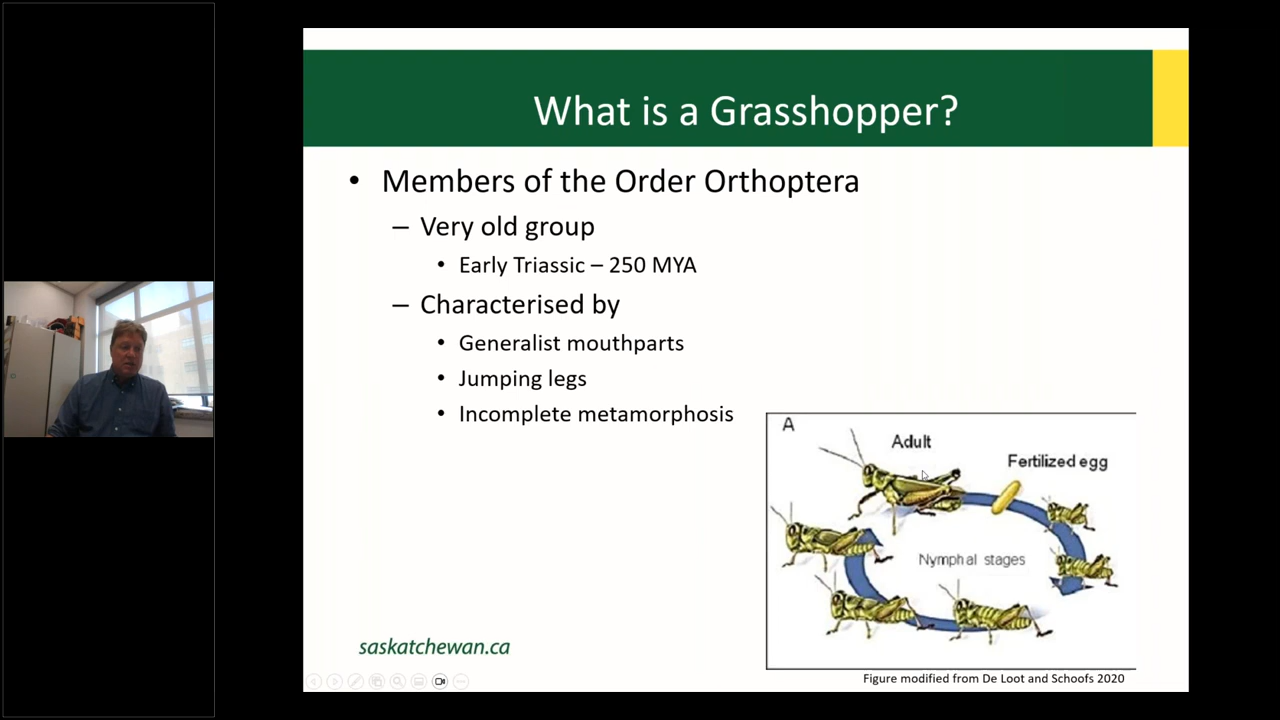 What is a Grasshopper?
• Members of the Order Orthoptera
– Very old group
• Early Triassic – 250 MYA
– Characterised by
• Generalist mouthparts
• Jumping legs
• Incomplete metamorphosis
A
Adult
Fertilized egg
Nymphal stages
saskatchewan.ca
Figure modified from De Loot and Schoofs 2020